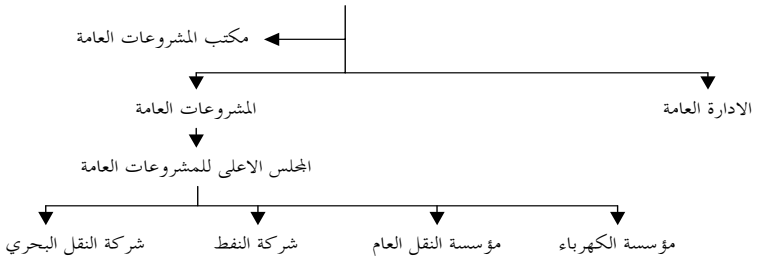 مكتب المشروعات العامة
الادارة العامة
المشروعات العامة
المجلس الاعلى للمشروعات العامة
مؤسسة الكهرباء
مؤسسة النقل العام
شركة النفط
شركة النقل البحري